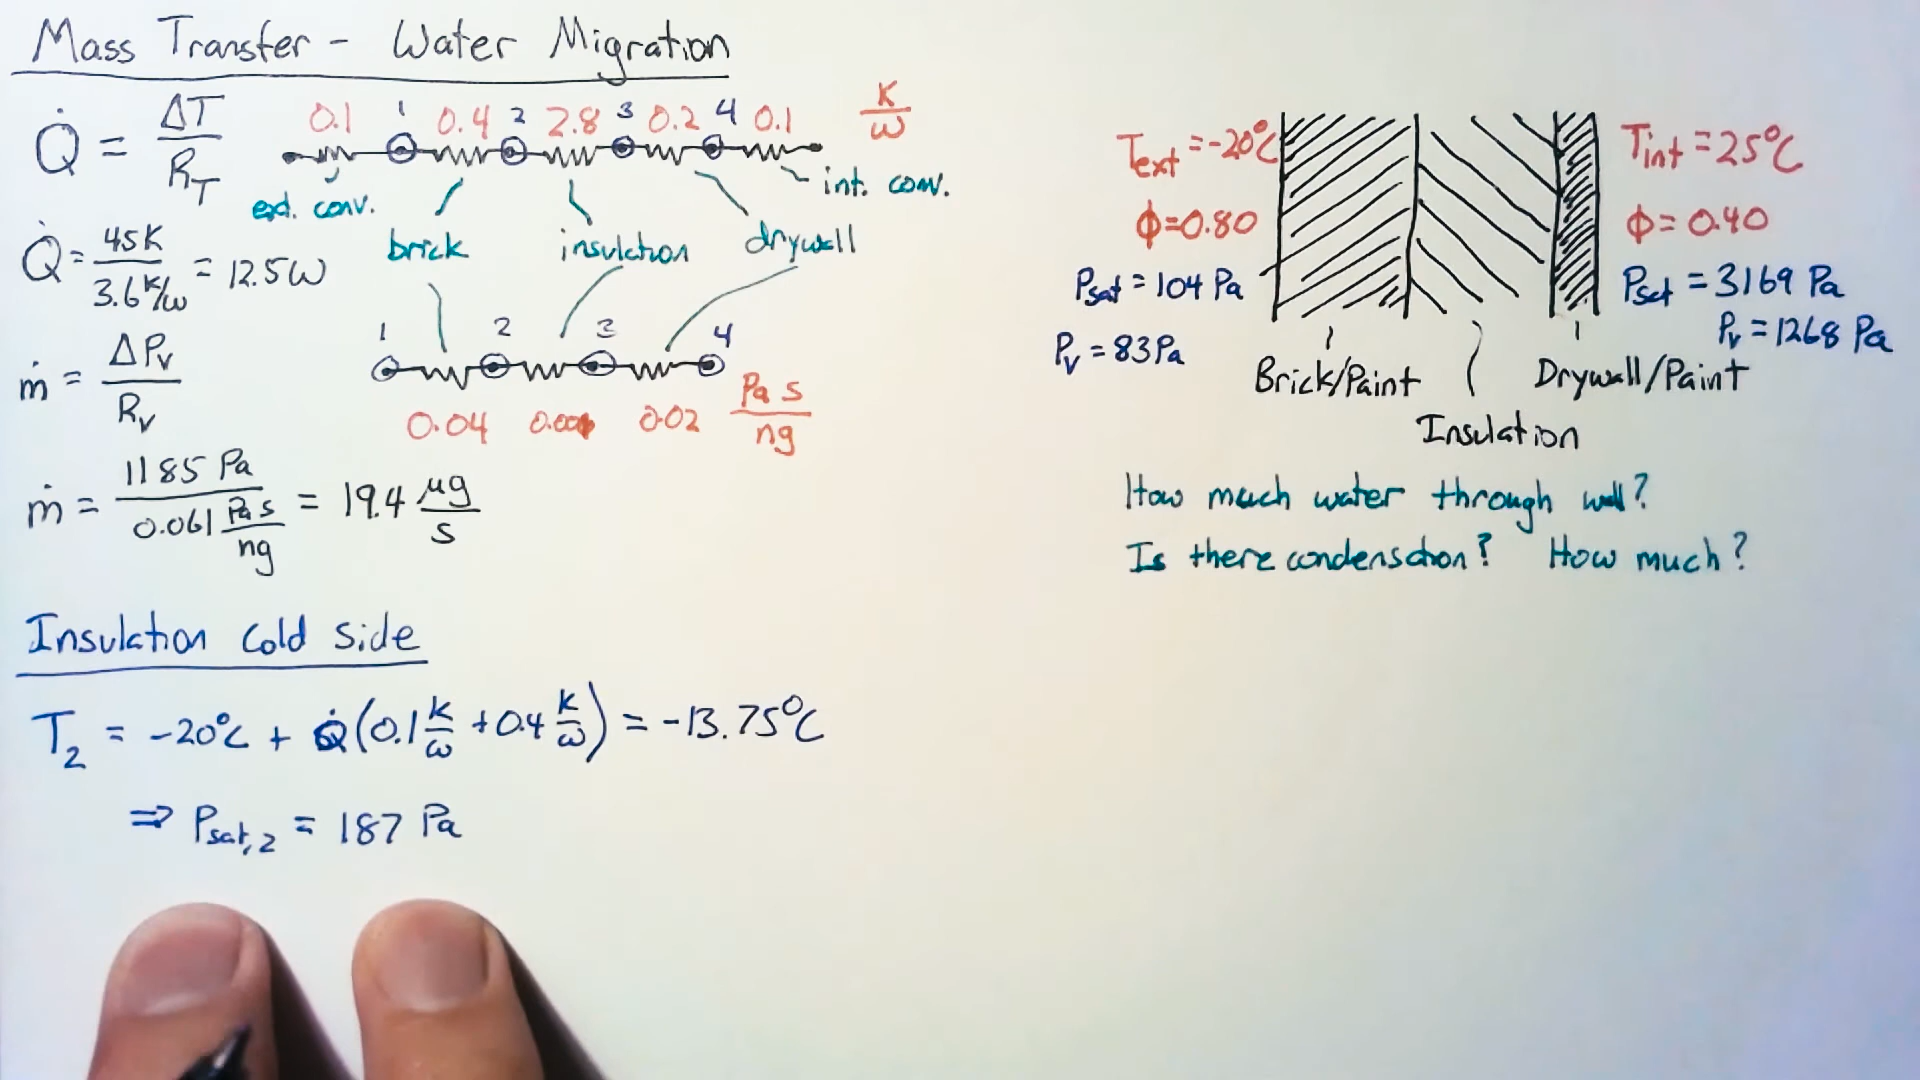 Mass Transfer - Water Migration
Q̇ = ΔT / R_T
0.1 1 0.4 2 2.8 3 0.2 4 0.1 K/W
ext. conv. brick insulation drywall int. conv.
Q̇ = 45K / 3.6 K/W = 12.5W
ṁ = ΔP_v / R_v
1 2 3 4
0.04 0.02 Pa s / ng
ṁ = 1185 Pa / 0.061 Pa s / ng = 19.4 μg / s
Insulation cold side
T_2 = -20°C + Q̇ (0.1 K/W + 0.4 K/W) = -13.75°C
⇒ P_sat,2 = 187 Pa
T_ext = -20°C
ϕ = 0.80
P_sat = 104 Pa
P_v = 83 Pa
T_int = 25°C
ϕ = 0.40
P_sat = 3169 Pa
P_v = 1268 Pa
Brick/Paint
Insulation
Drywall/Paint
How much water through wall?
Is there condensation? How much?